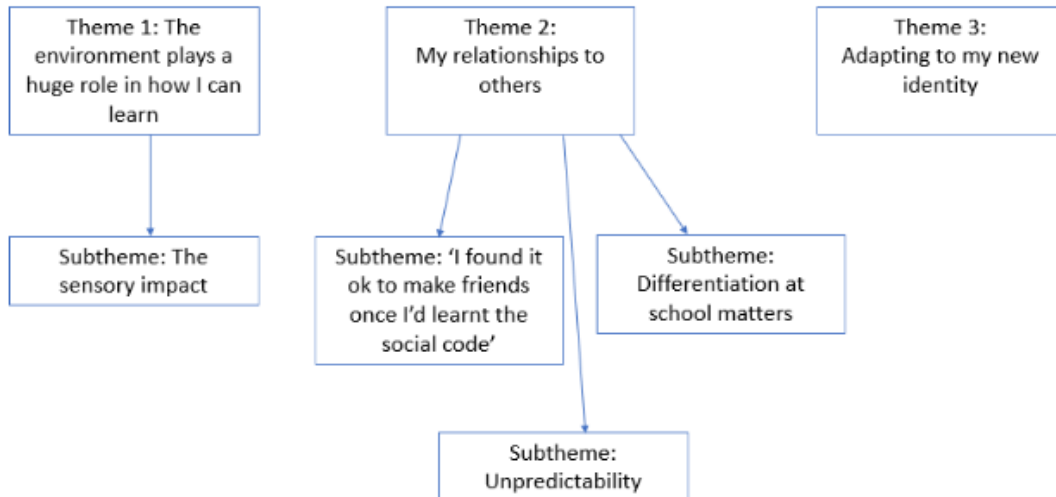 Theme 1: The
environment plays a
huge role in how I can
learn
Theme 2:
My relationships to
others
Theme 3:
Adapting to my new
identity
Subtheme: The
sensory impact
Subtheme: ‘I found it
ok to make friends
once I’d learnt the
social code’
Subtheme:
Differentiation at
school matters
Subtheme:
Unpredictability